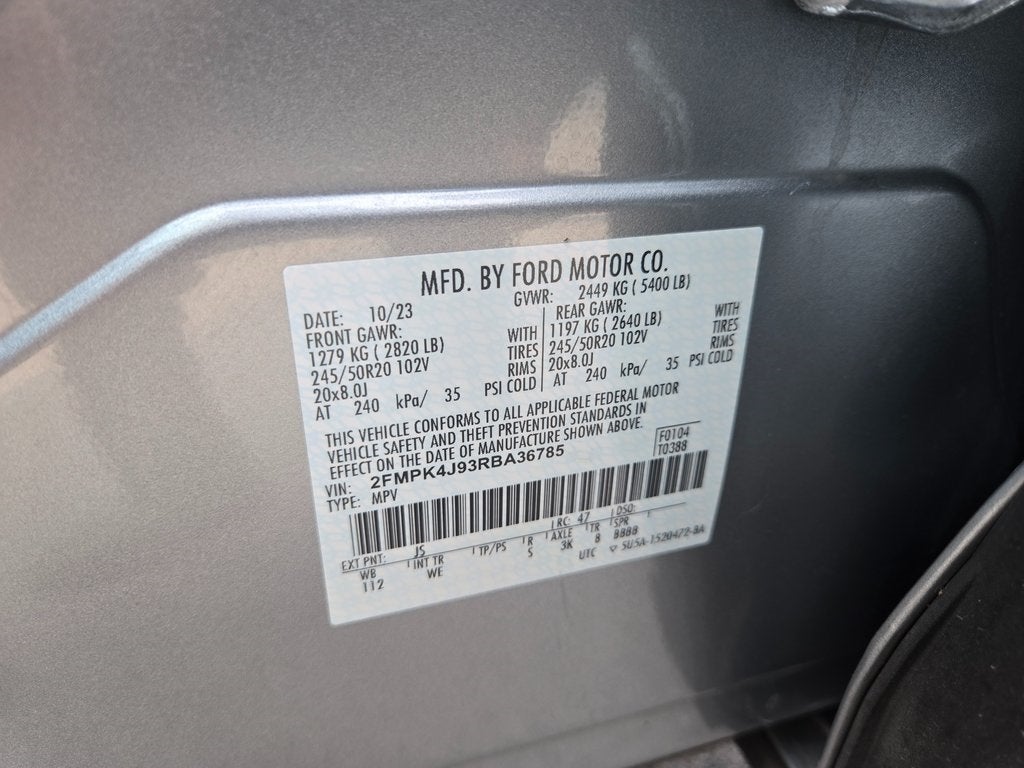 MFD. BY FORD MOTOR CO.
DATE: 10/23 GVWR: 2449 KG ( 5400 LB)
FRONT GAWR: REAR GAWR:
1279 KG ( 2820 LB) WITH 1197 KG ( 2640 LB) WITH
245/50R20 102V TIRES 245/50R20 102V TIRES
20x8.0J RIMS 20x8.0J RIMS
AT 240 kPa/ 35 PSI COLD AT 240 kPa/ 35 PSI COLD
THIS VEHICLE CONFORMS TO ALL APPLICABLE FEDERAL MOTOR
VEHICLE SAFETY AND THEFT PREVENTION STANDARDS IN
EFFECT ON THE DATE OF MANUFACTURE SHOWN ABOVE.
F0104
T0388
VIN: 2FMPK4J93RBA36785
TYPE: MPV
RC: 47 DSO:
EXT PNT: JS
WB INT TR TP/PS R AXLE TR SPR
112 WE S 3K 8 BBBB
UTC ▽ 5U5A-1520472-BA